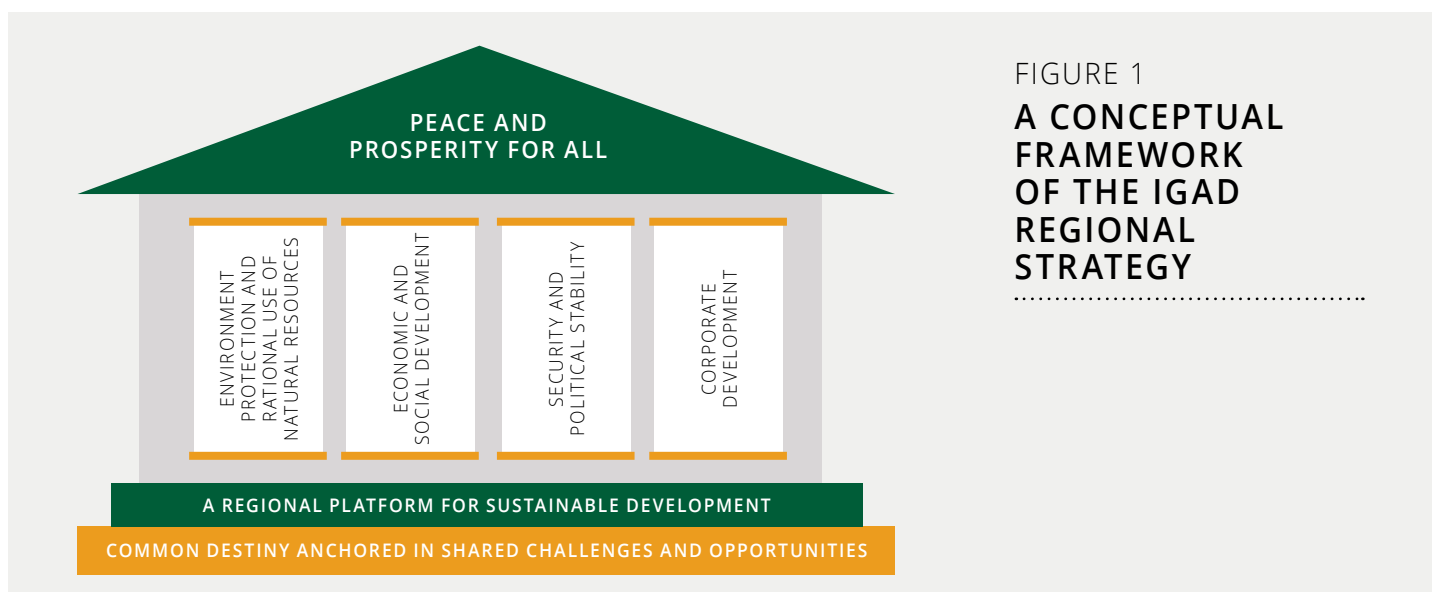 PEACE AND
PROSPERITY FOR ALL
ENVIRONMENT
PROTECTION AND
RATIONAL USE OF
NATURAL RESOURCES
ECONOMIC AND
SOCIAL DEVELOPMENT
SECURITY AND
POLITICAL STABILITY
CORPORATE
DEVELOPMENT
A REGIONAL PLATFORM FOR SUSTAINABLE DEVELOPMENT
COMMON DESTINY ANCHORED IN SHARED CHALLENGES AND OPPORTUNITIES
FIGURE 1
A CONCEPTUAL
FRAMEWORK
OF THE IGAD
REGIONAL
STRATEGY